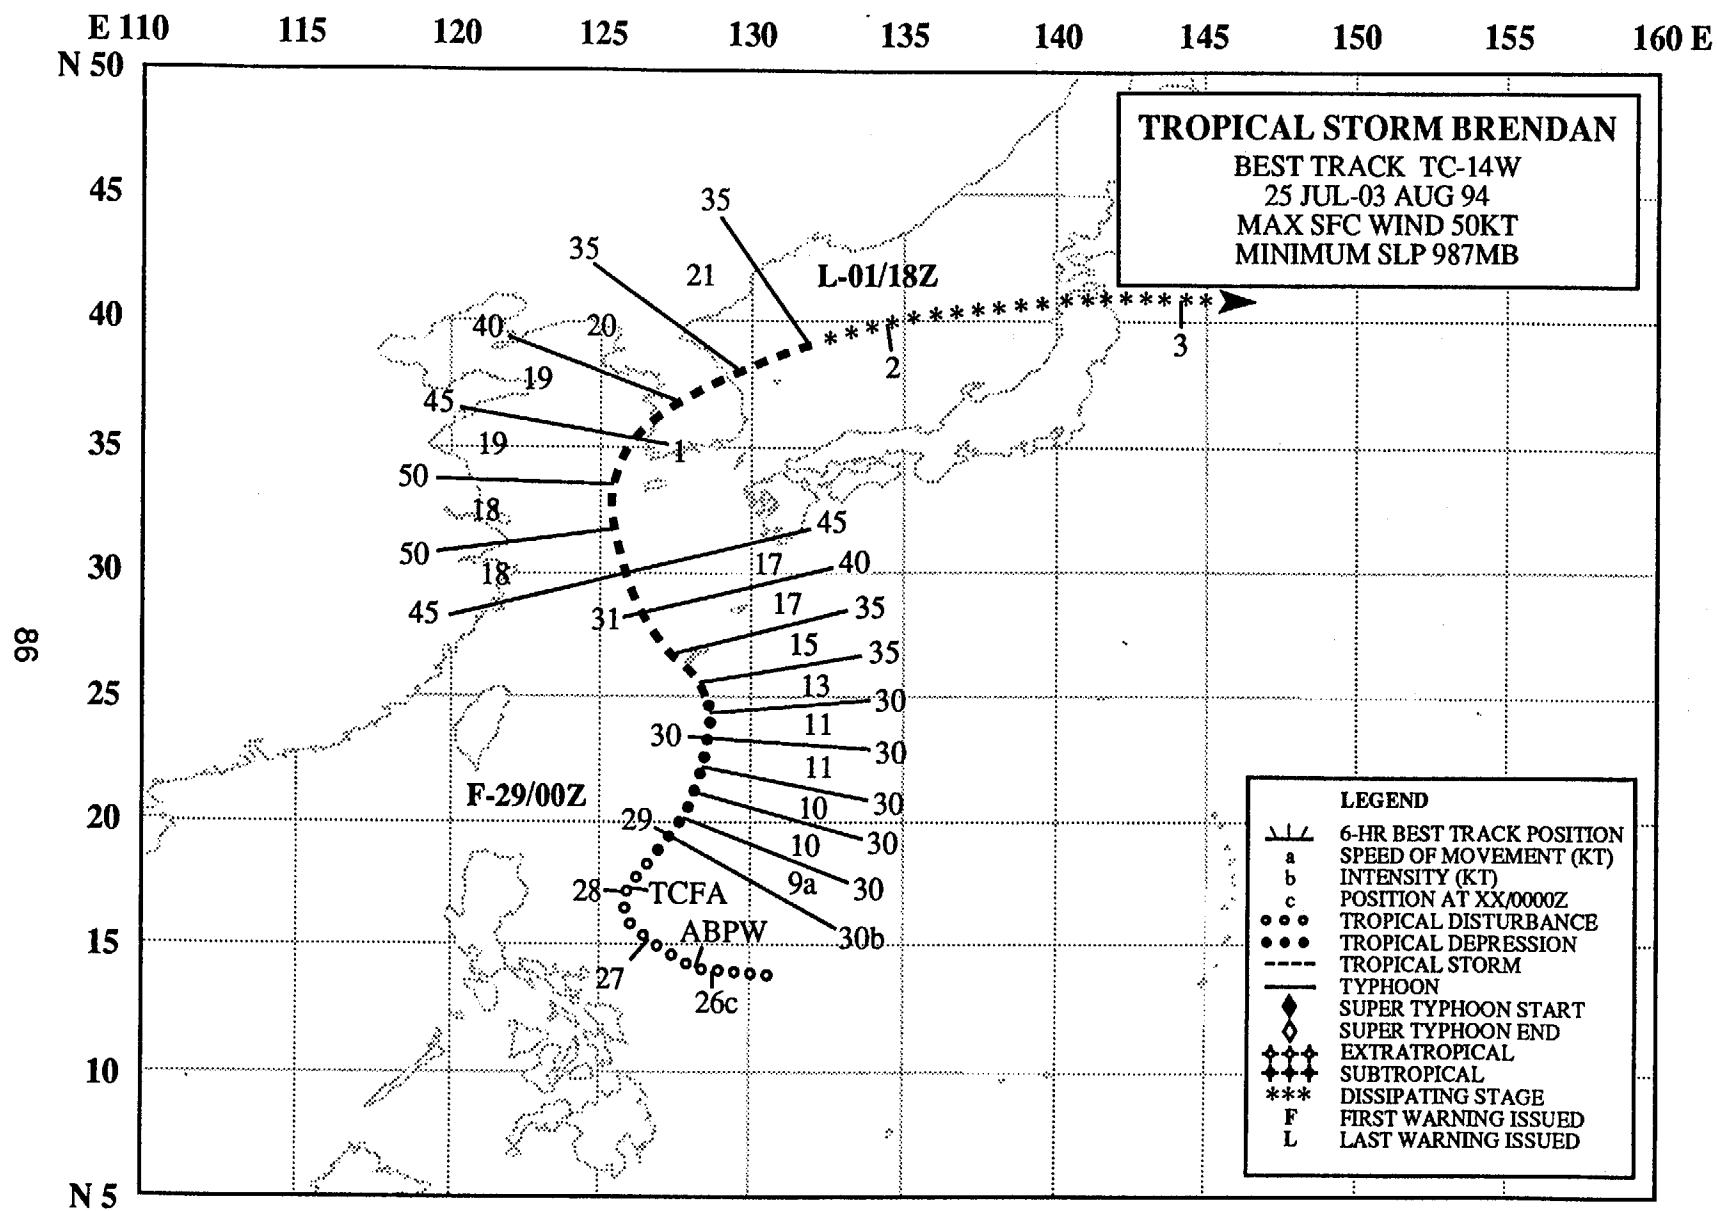 E 110 115 120 125 130 135 140 145 150 155 160 E
N 50
TROPICAL STORM BRENDAN
BEST TRACK TC-14W
25 JUL-03 AUG 94
MAX SFC WIND 50KT
MINIMUM SLP 987MB
45
35
35
21
L-01/18Z
40
40
20
2
3
19
45
35
19
1
50
18
45
50
30
18
17
40
45
31
17
35
15
35
86
25
13
30
30
11
30
11
F-29/00Z
30
10
20
29
30
10
28
TCFA
9a
30
15
ABPW
30b
27
26c
10
N 5
LEGEND
6-HR BEST TRACK POSITION
a SPEED OF MOVEMENT (KT)
b INTENSITY (KT)
c POSITION AT XX/0000Z
TROPICAL DISTURBANCE
TROPICAL DEPRESSION
TROPICAL STORM
TYPHOON
SUPER TYPHOON START
SUPER TYPHOON END
EXTRATROPICAL
SUBTROPICAL
*** DISSIPATING STAGE
F FIRST WARNING ISSUED
L LAST WARNING ISSUED